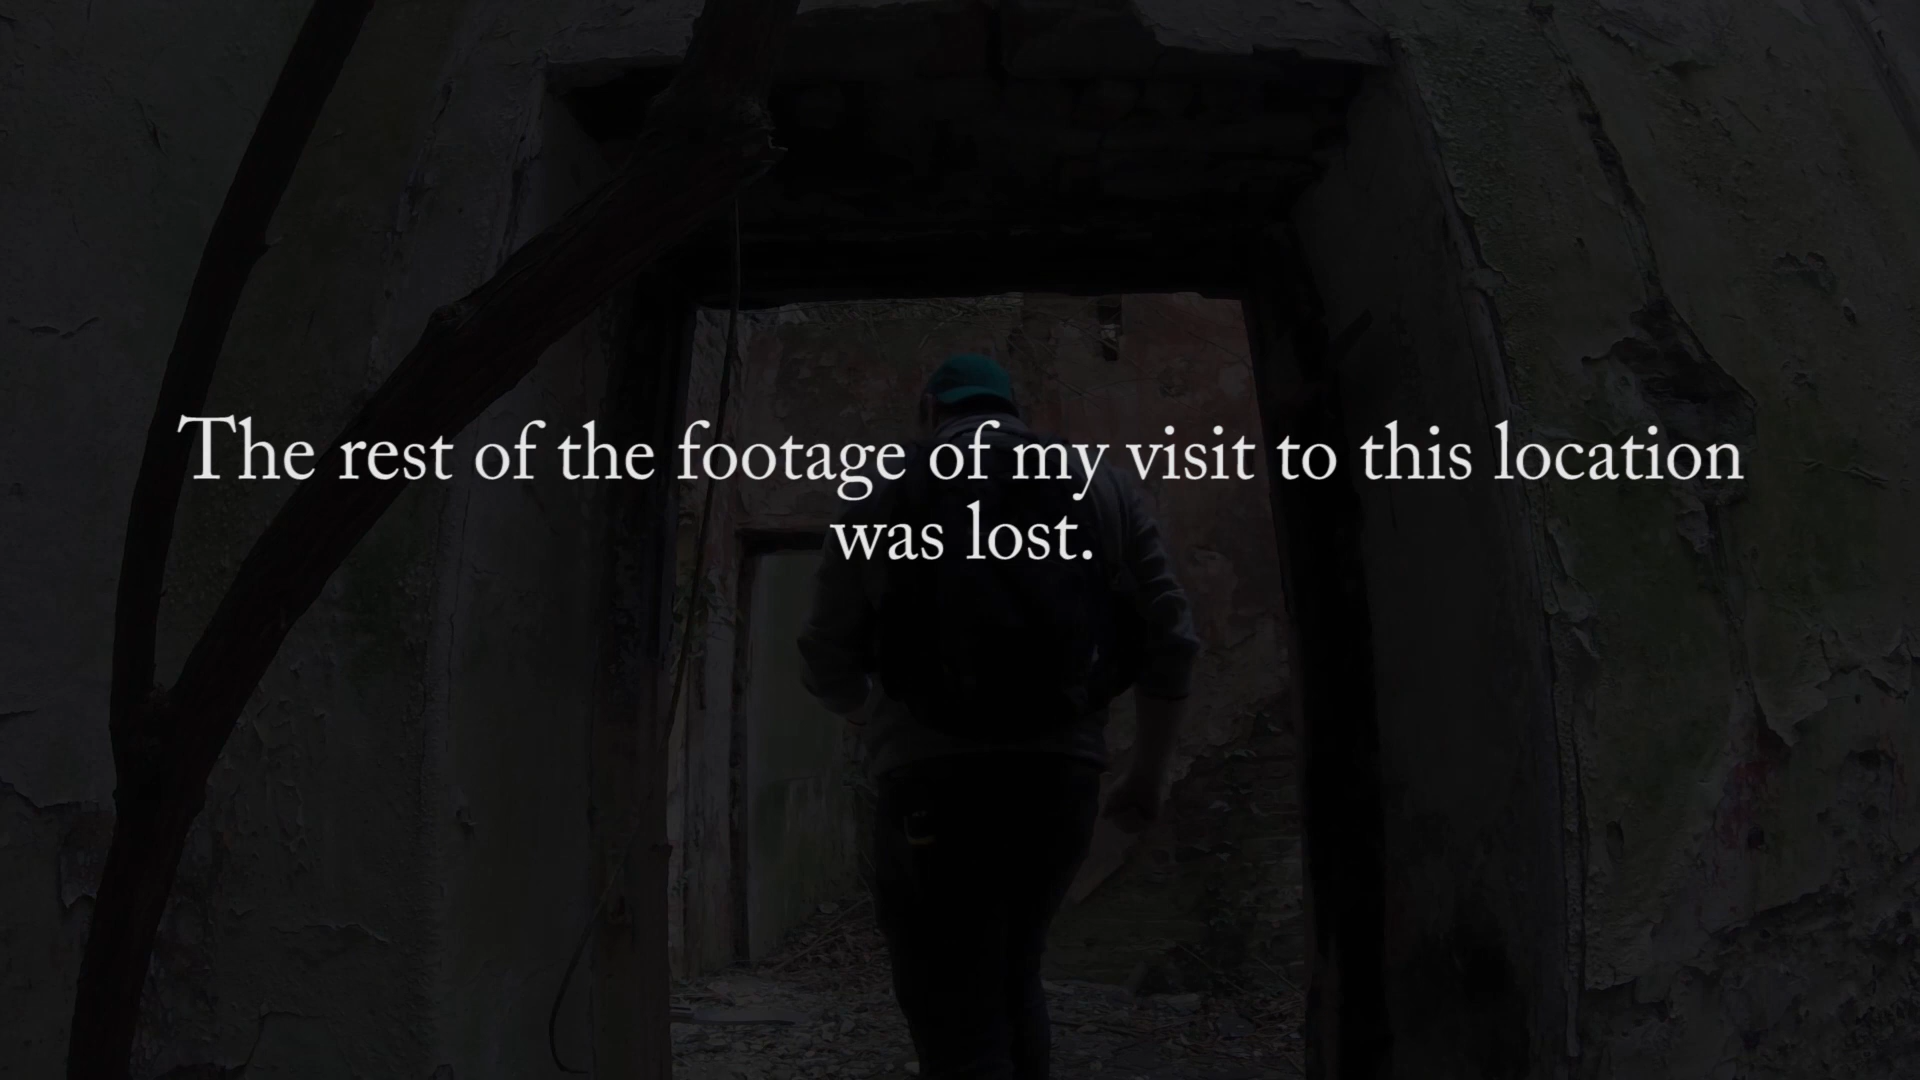 The rest of the footage of my visit to this location
was lost.